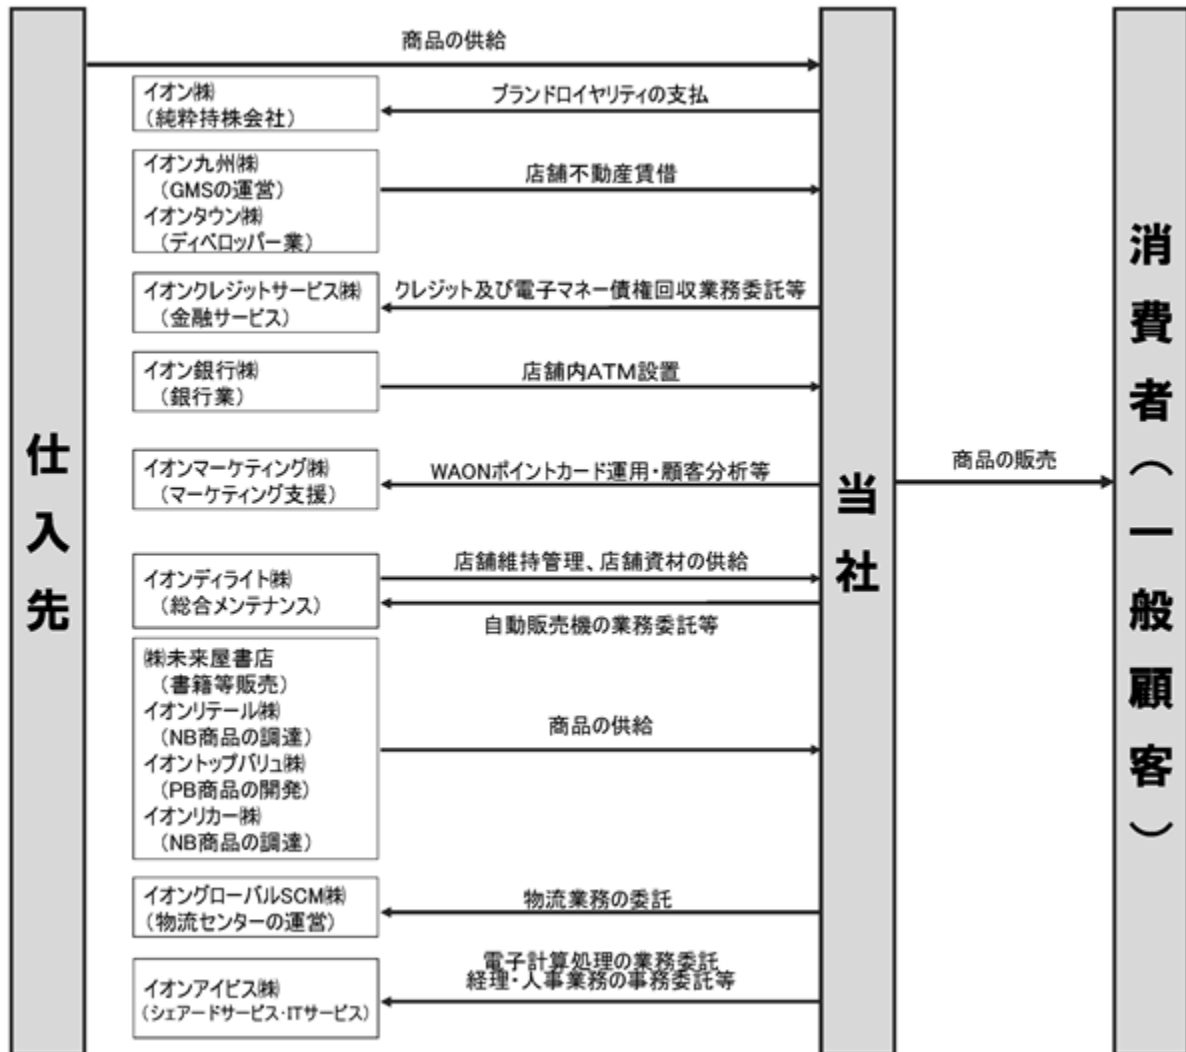 商品の供給
イオン㈱
（純粋持株会社）
ブランドロイヤリティの支払
イオン九州㈱
（GMSの運営）
イオンタウン㈱
（ディベロッパー業）
店舗不動産賃借
イオンクレジットサービス㈱
（金融サービス）
クレジット及び電子マネー債権回収業務委託等
イオン銀行㈱
（銀行業）
店舗内ATM設置
イオンマーケティング㈱
（マーケティング支援）
WAONポイントカード運用・顧客分析等
イオンディライト㈱
（総合メンテナンス）
店舗維持管理、店舗資材の供給
自動販売機の業務委託等
㈱未来屋書店
（書籍等販売）
イオンリテール㈱
（NB商品の調達）
イオントップバリュ㈱
（PB商品の開発）
イオンリカー㈱
（NB商品の調達）
商品の供給
イオングローバルSCM㈱
（物流センターの運営）
物流業務の委託
イオンアイビス㈱
（シェアードサービス・ITサービス）
電子計算処理の業務委託
経理・人事業務の事務委託等
仕入先
当社
商品の販売
消費者（一般顧客）